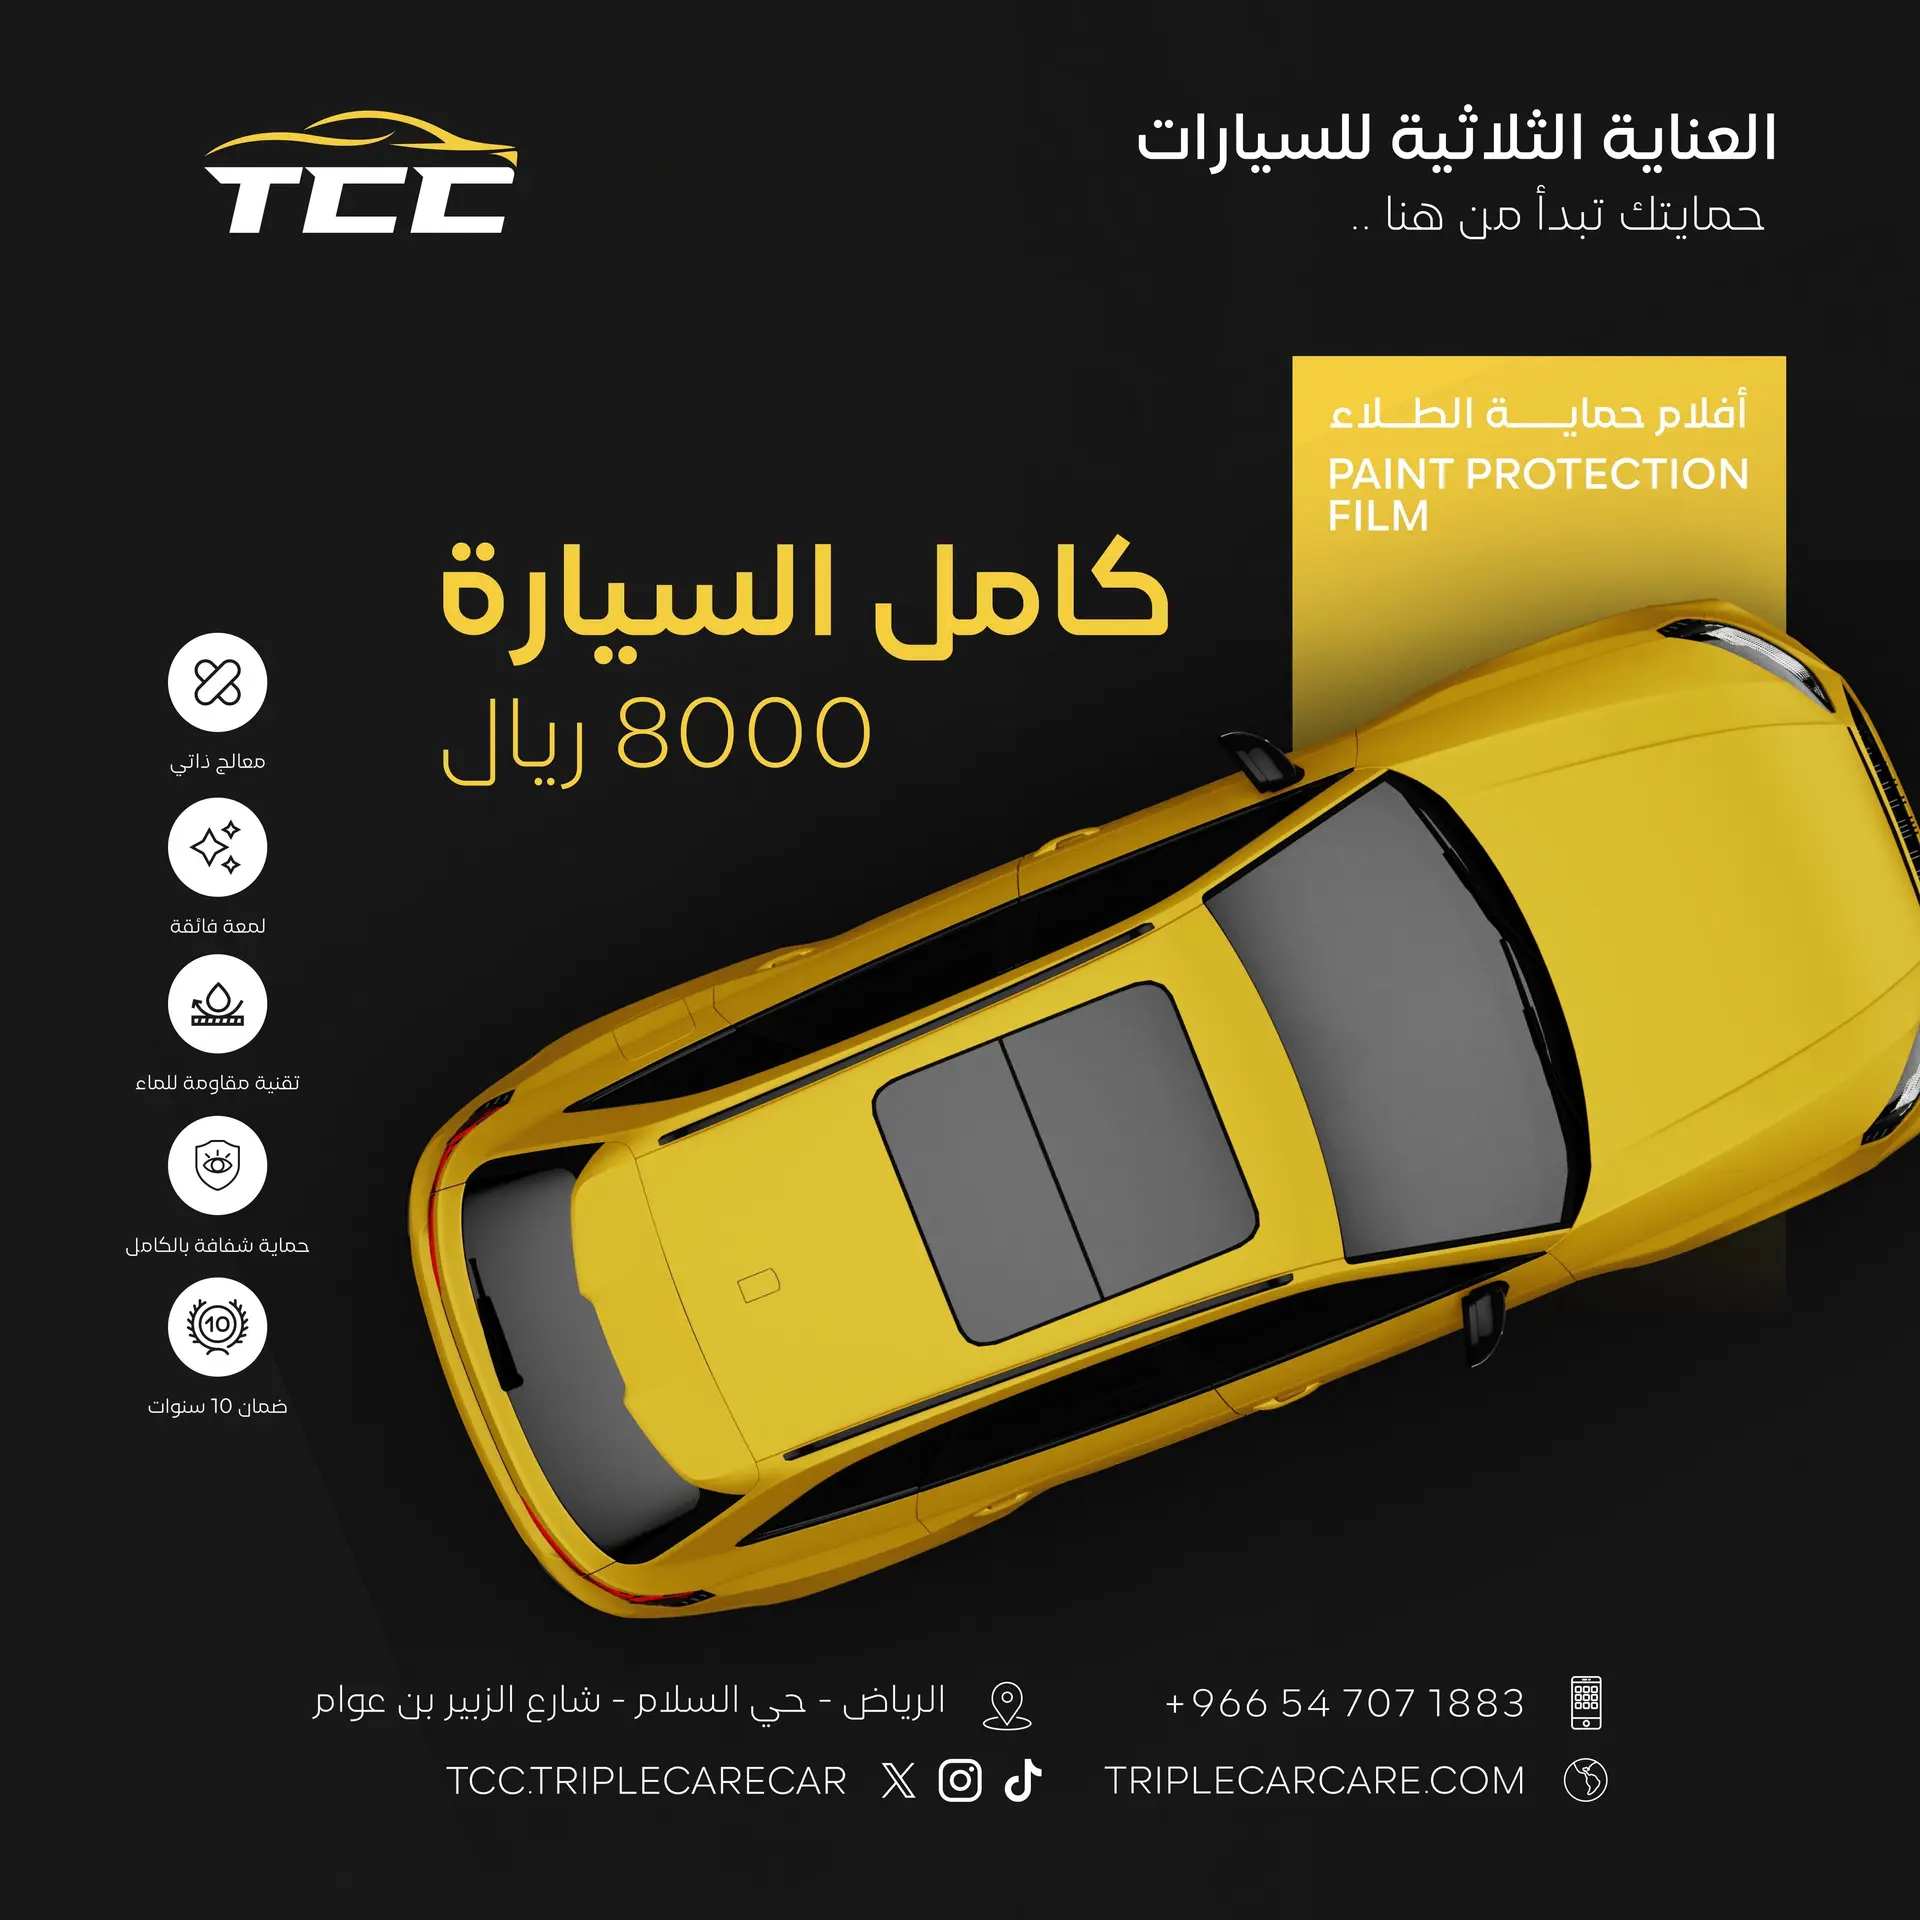 العناية الثلاثية للسيارات
حمايتك تبدأ من هنا ..
TCC
أفلام حمايـــة الطــلاء
PAINT PROTECTION
FILM
كامل السيارة
8000 ريال
معالج ذاتي
لمعة فائقة
تقنية مقاومة للماء
حماية شفافة بالكامل
10
ضمان 10 سنوات
+966 54 707 1883
الرياض - حي السلام - شارع الزبير بن عوام
TRIPLECARCARE.COM
TCC.TRIPLECARECAR